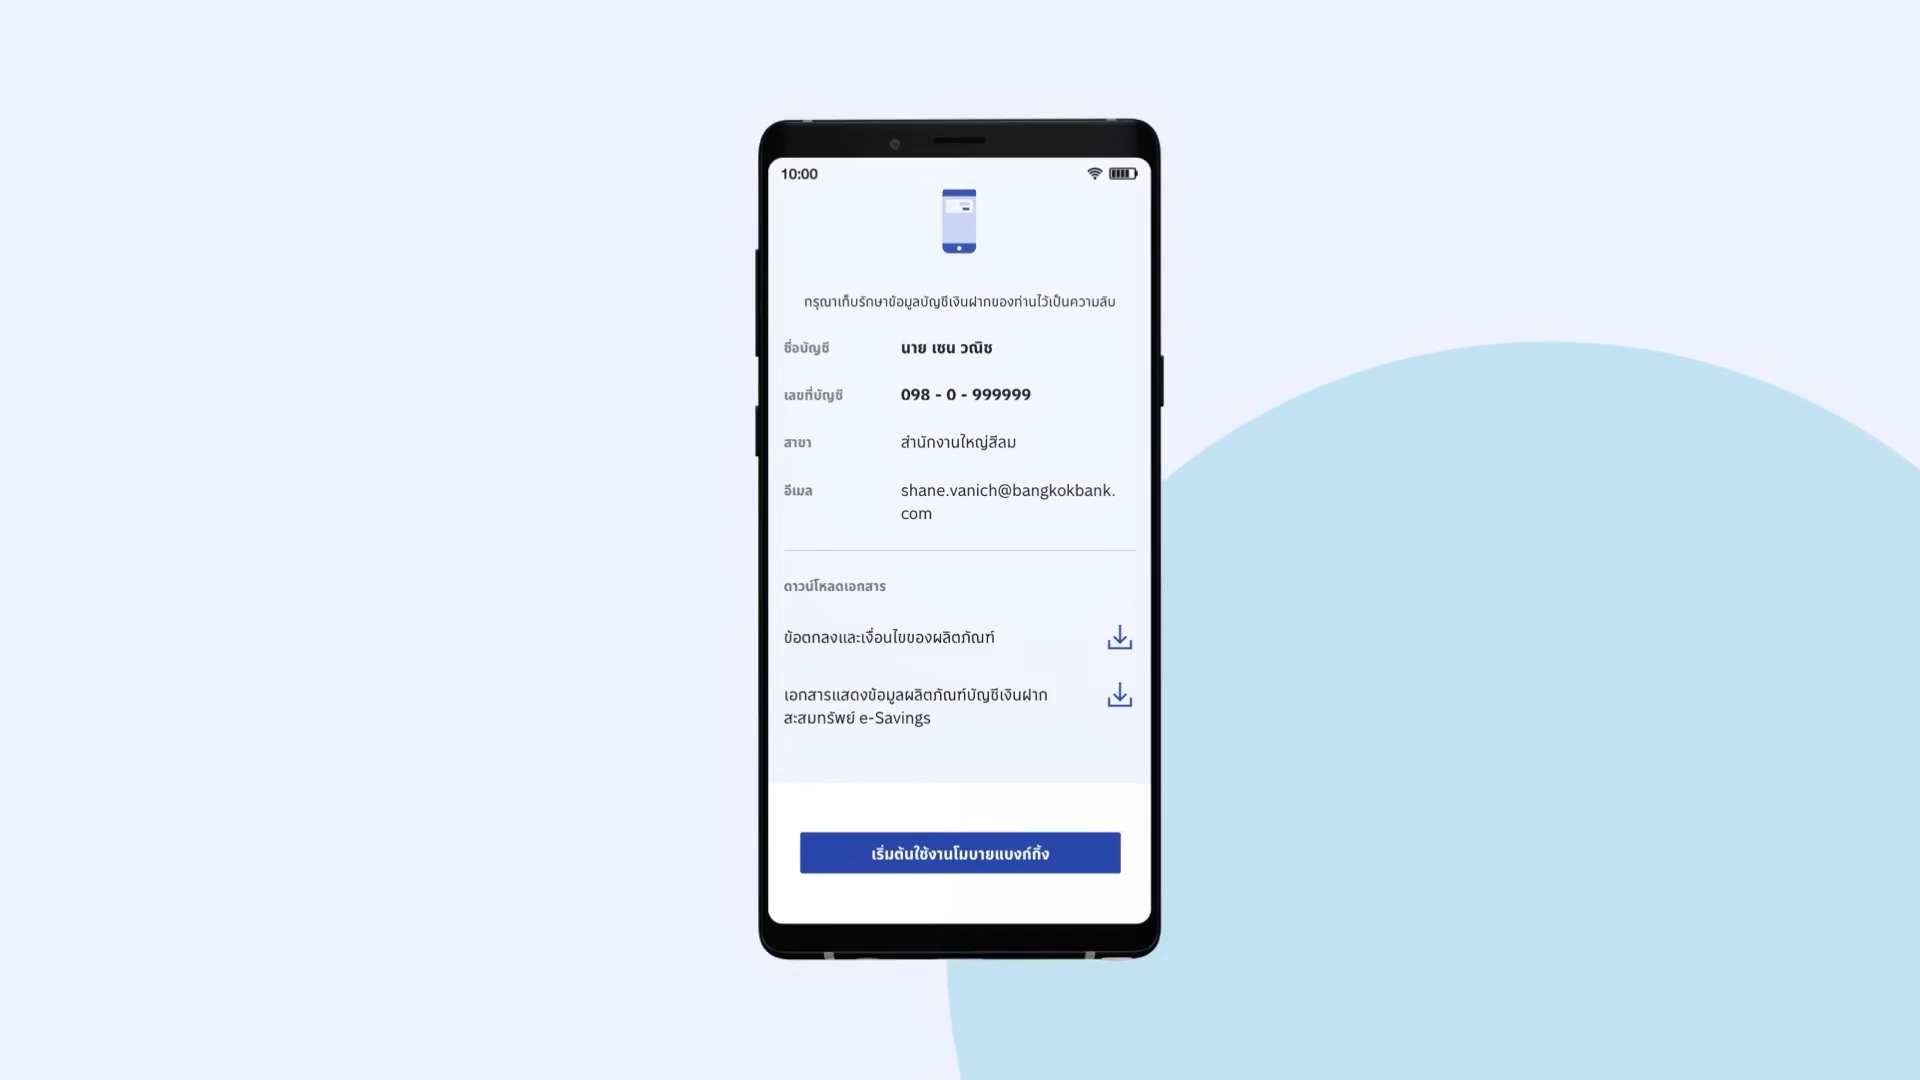 10:00
กรุณาเก็บรักษาข้อมูลบัญชีเงินฝากของท่านไว้เป็นความลับ
ชื่อบัญชี นาย เชน วณิช
เลขที่บัญชี 098 - 0 - 999999
สาขา สำนักงานใหญ่สีลม
อีเมล shane.vanich@bangkokbank.
com
ดาวน์โหลดเอกสาร
ข้อตกลงและเงื่อนไขของผลิตภัณฑ์
เอกสารแสดงข้อมูลผลิตภัณฑ์บัญชีเงินฝาก
สะสมทรัพย์ e-Savings
เริ่มต้นใช้งานโมบายแบงก์กิ้ง